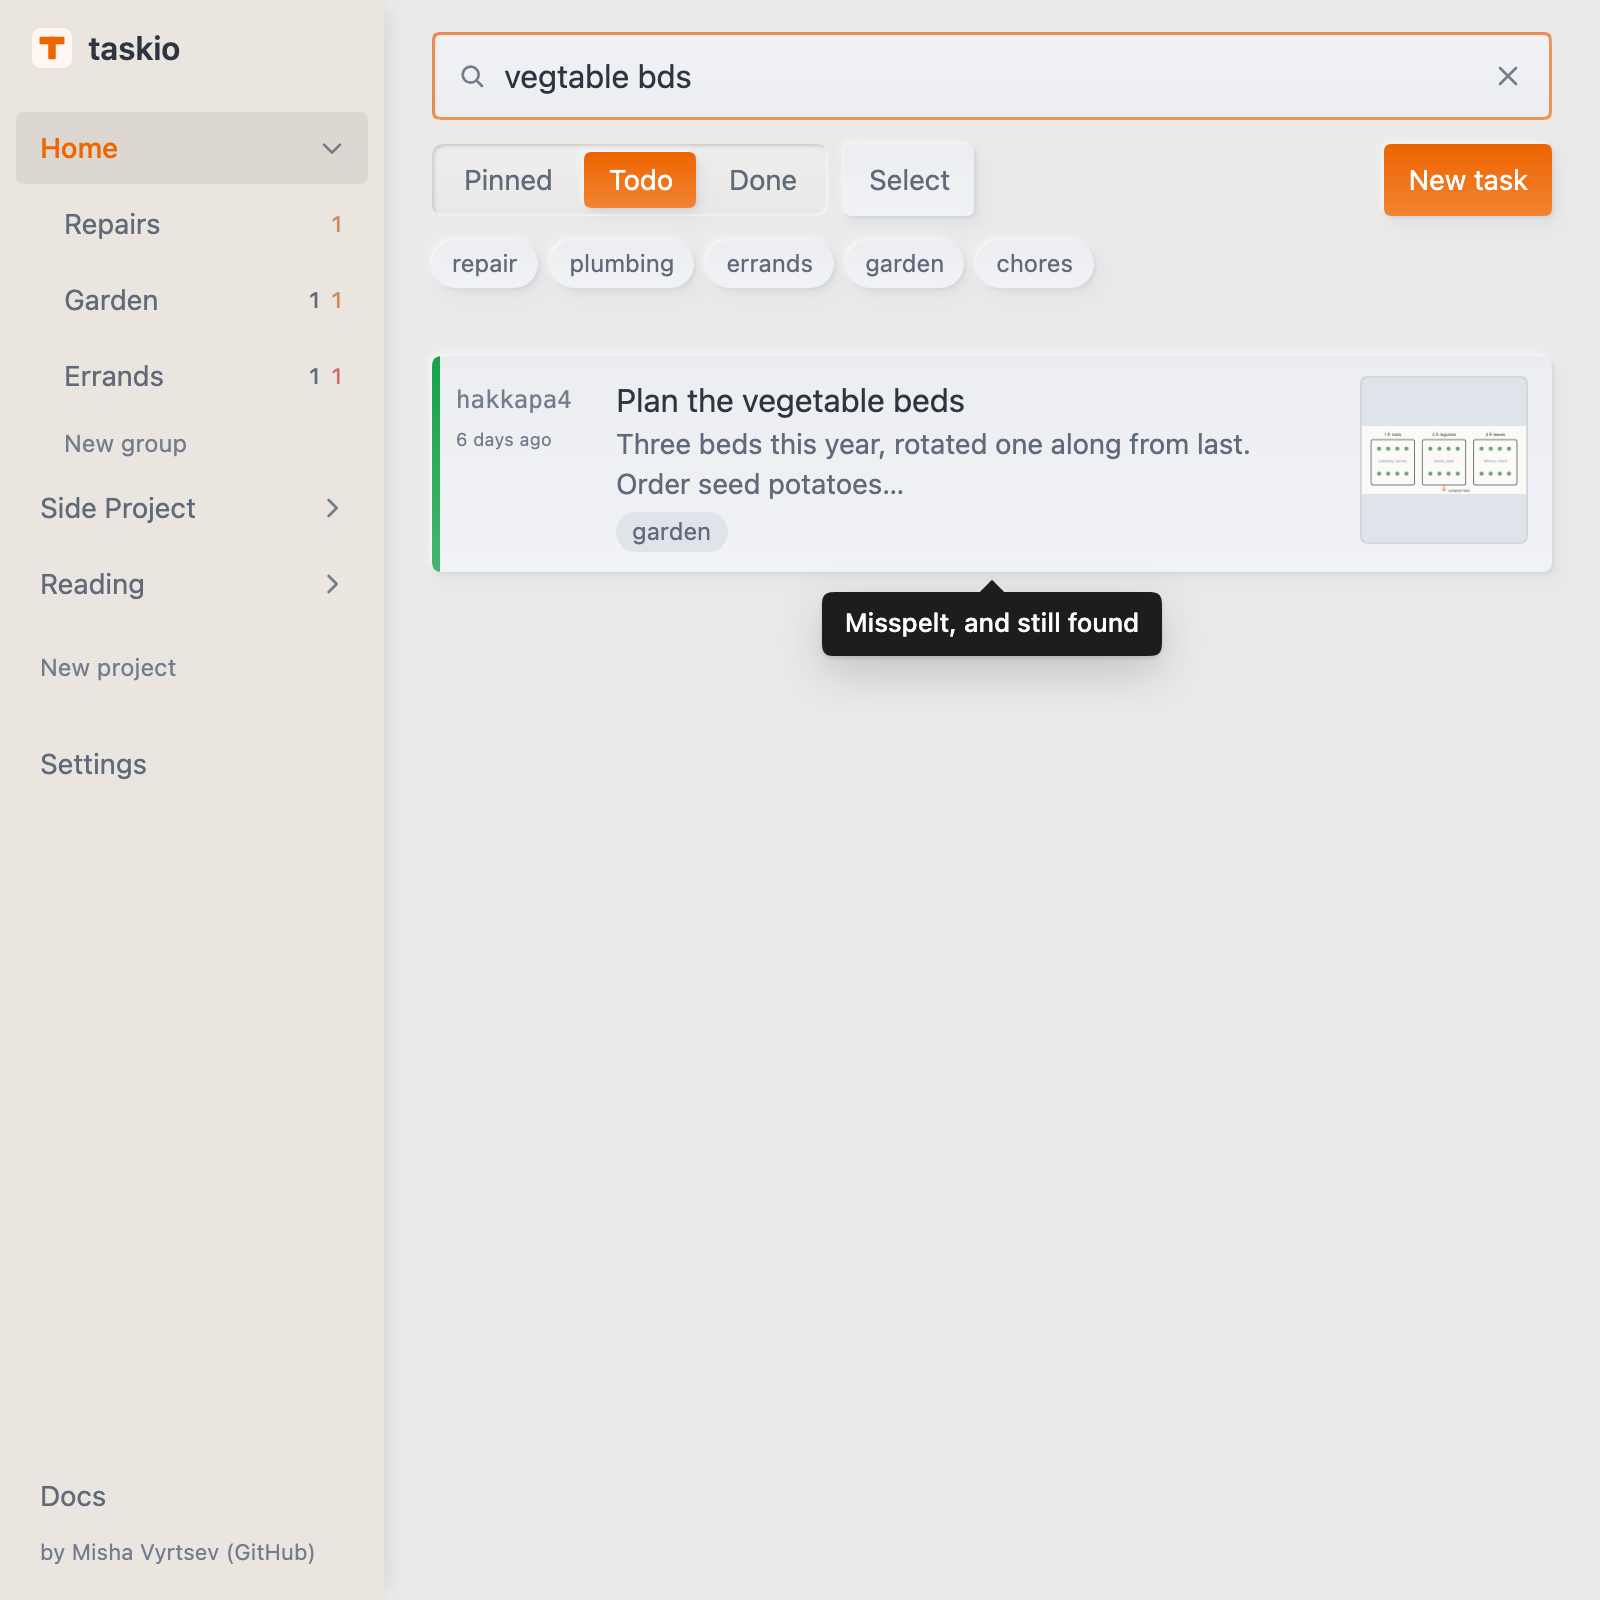 taskio
Home
Repairs 1
Garden 1 1
Errands 1 1
New group
Side Project
Reading
New project
Settings
Docs
by Misha Vyrtsev (GitHub)
vegtable bds
Pinned Todo Done Select New task
repair plumbing errands garden chores
hakkapa4
6 days ago
Plan the vegetable beds
Three beds this year, rotated one along from last.
Order seed potatoes...
garden
Misspelt, and still found